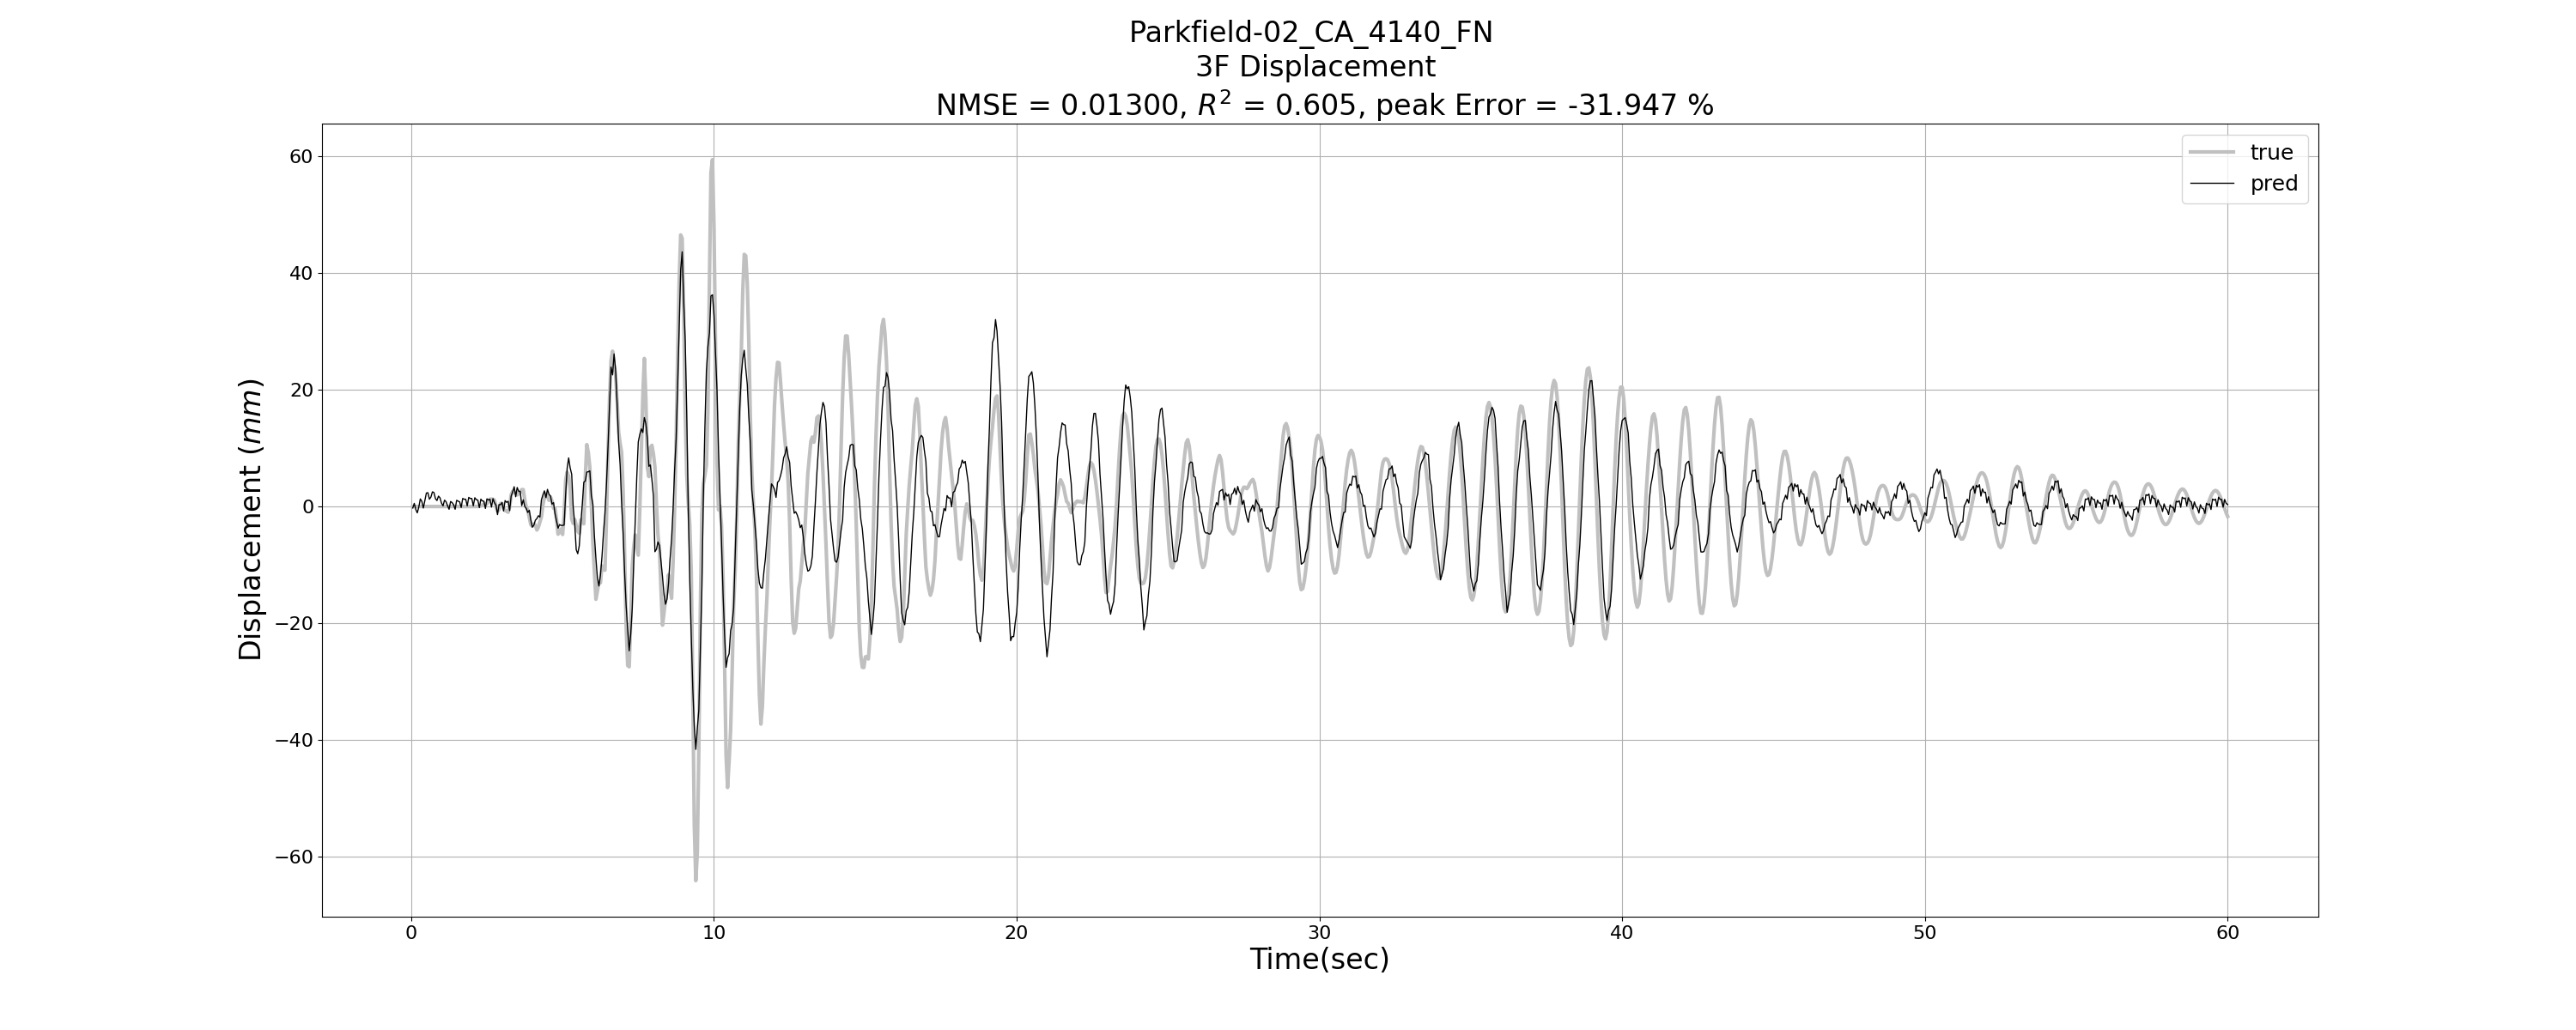 Parkfield-02_CA_4140_FN
3F Displacement
NMSE = 0.01300, R² = 0.605, peak Error = -31.947 %
true
pred
60
40
20
0
−20
−40
−60
Displacement (mm)
0 10 20 30 40 50 60
Time(sec)